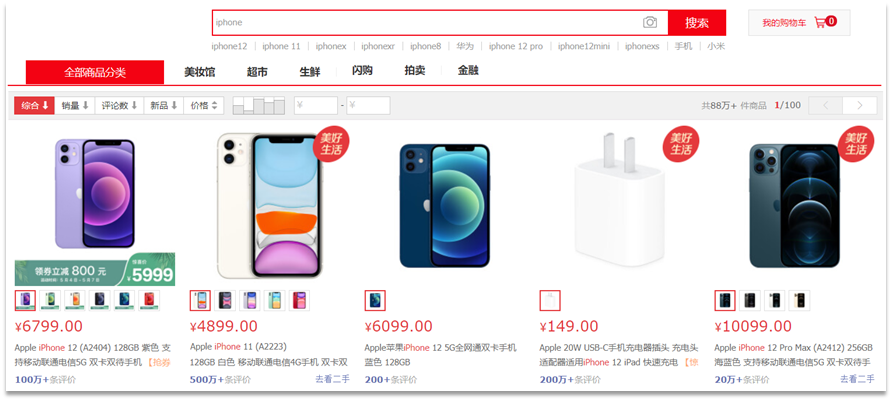 iphone
搜索
我的购物车
0
iphone12 iphone 11 iphonex iphonexr iphone8 华为 iphone 12 pro iphone12mini iphonexs 手机 小米
全部商品分类 美妆馆 超市 生鲜 闪购 拍卖 金融
综合 销量 评论数 新品 价格 ¥ - ¥ 共88万+ 件商品 1/100 < >
美好
生活
美好
生活
美好
生活
领券立减 800 元
¥5999
¥6799.00
Apple iPhone 12 (A2404) 128GB 紫色 支
持移动联通电信5G 双卡双待手机 【抢券
100万+条评价
¥4899.00
Apple iPhone 11 (A2223)
128GB 白色 移动联通电信4G手机 双卡双
500万+条评价 去看二手
¥6099.00
Apple苹果iPhone 12 5G全网通双卡手机
蓝色 128GB
200+条评价
¥149.00
Apple 20W USB-C手机充电器插头 充电头
适配器适用iPhone 12 iPad 快速充电
200万+条评价
¥10099.00
Apple iPhone 12 Pro Max (A2412) 256GB
海蓝色 支持移动联通电信5G 双卡双待手
20万+条评价 去看二手